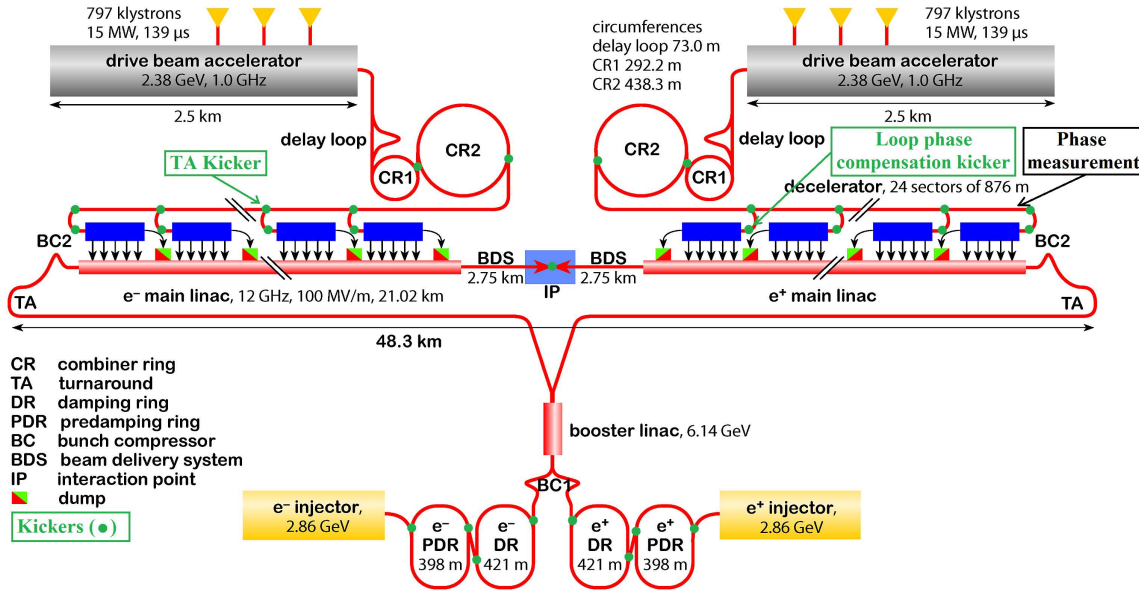 797 klystrons
15 MW, 139 µs
drive beam accelerator
2.38 GeV, 1.0 GHz
2.5 km
circumferences
delay loop 73.0 m
CR1 292.2 m
CR2 438.3 m
797 klystrons
15 MW, 139 µs
drive beam accelerator
2.38 GeV, 1.0 GHz
2.5 km
delay loop
CR2
CR1
TA Kicker
delay loop
CR2
CR1
Loop phase
compensation kicker
Phase
measurement
decelerator, 24 sectors of 876 m
BC2
BC2
BDS
2.75 km
BDS
2.75 km
IP
TA
e⁻ main linac, 12 GHz, 100 MV/m, 21.02 km
e⁺ main linac
TA
48.3 km
CR combiner ring
TA turnaround
DR damping ring
PDR predamping ring
BC bunch compressor
BDS beam delivery system
IP interaction point
dump
Kickers (●)
booster linac, 6.14 GeV
BC1
e⁻ injector,
2.86 GeV
e⁻
PDR
398 m
e⁻
DR
421 m
e⁺
DR
421 m
e⁺
PDR
398 m
e⁺ injector,
2.86 GeV